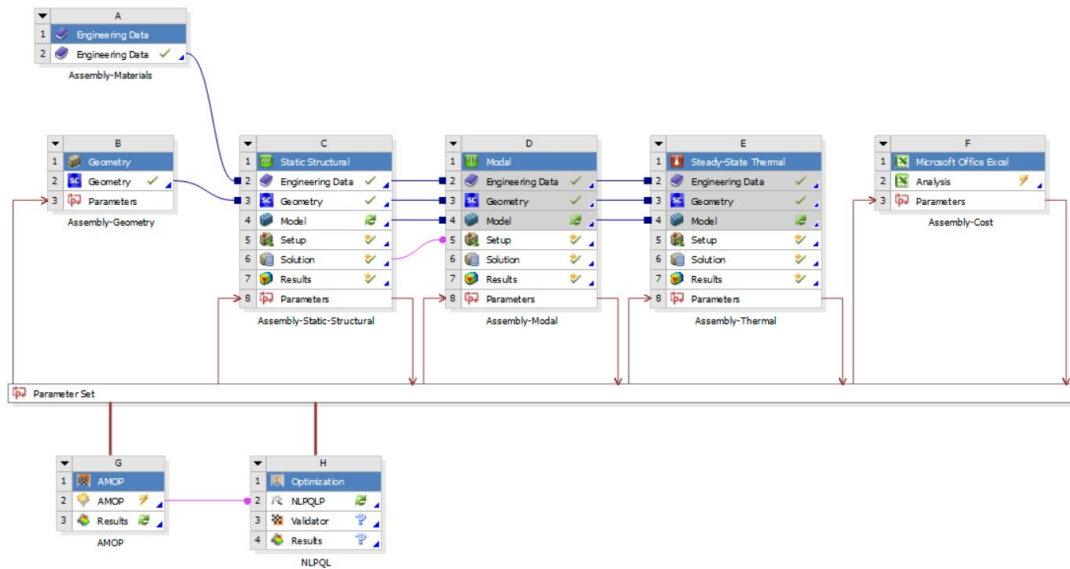 A
1 Engineering Data
2 Engineering Data
Assembly-Materials
B
1 Geometry
2 SC Geometry
3 Parameters
Assembly-Geometry
C
1 Static Structural
2 Engineering Data
3 SC Geometry
4 Model
5 Setup
6 Solution
7 Results
8 Parameters
Assembly-Static-Structural
D
1 Modal
2 Engineering Data
3 SC Geometry
4 Model
5 Setup
6 Solution
7 Results
8 Parameters
Assembly-Modal
E
1 Steady-State Thermal
2 Engineering Data
3 SC Geometry
4 Model
5 Setup
6 Solution
7 Results
8 Parameters
Assembly-Thermal
F
1 Microsoft Office Excel
2 Analysis
3 Parameters
Assembly-Cost
Parameter Set
G
1 AMOP
2 AMOP
3 Results
AMOP
H
1 Optimization
2 NLPQLP
3 Validator
4 Results
NLPQL